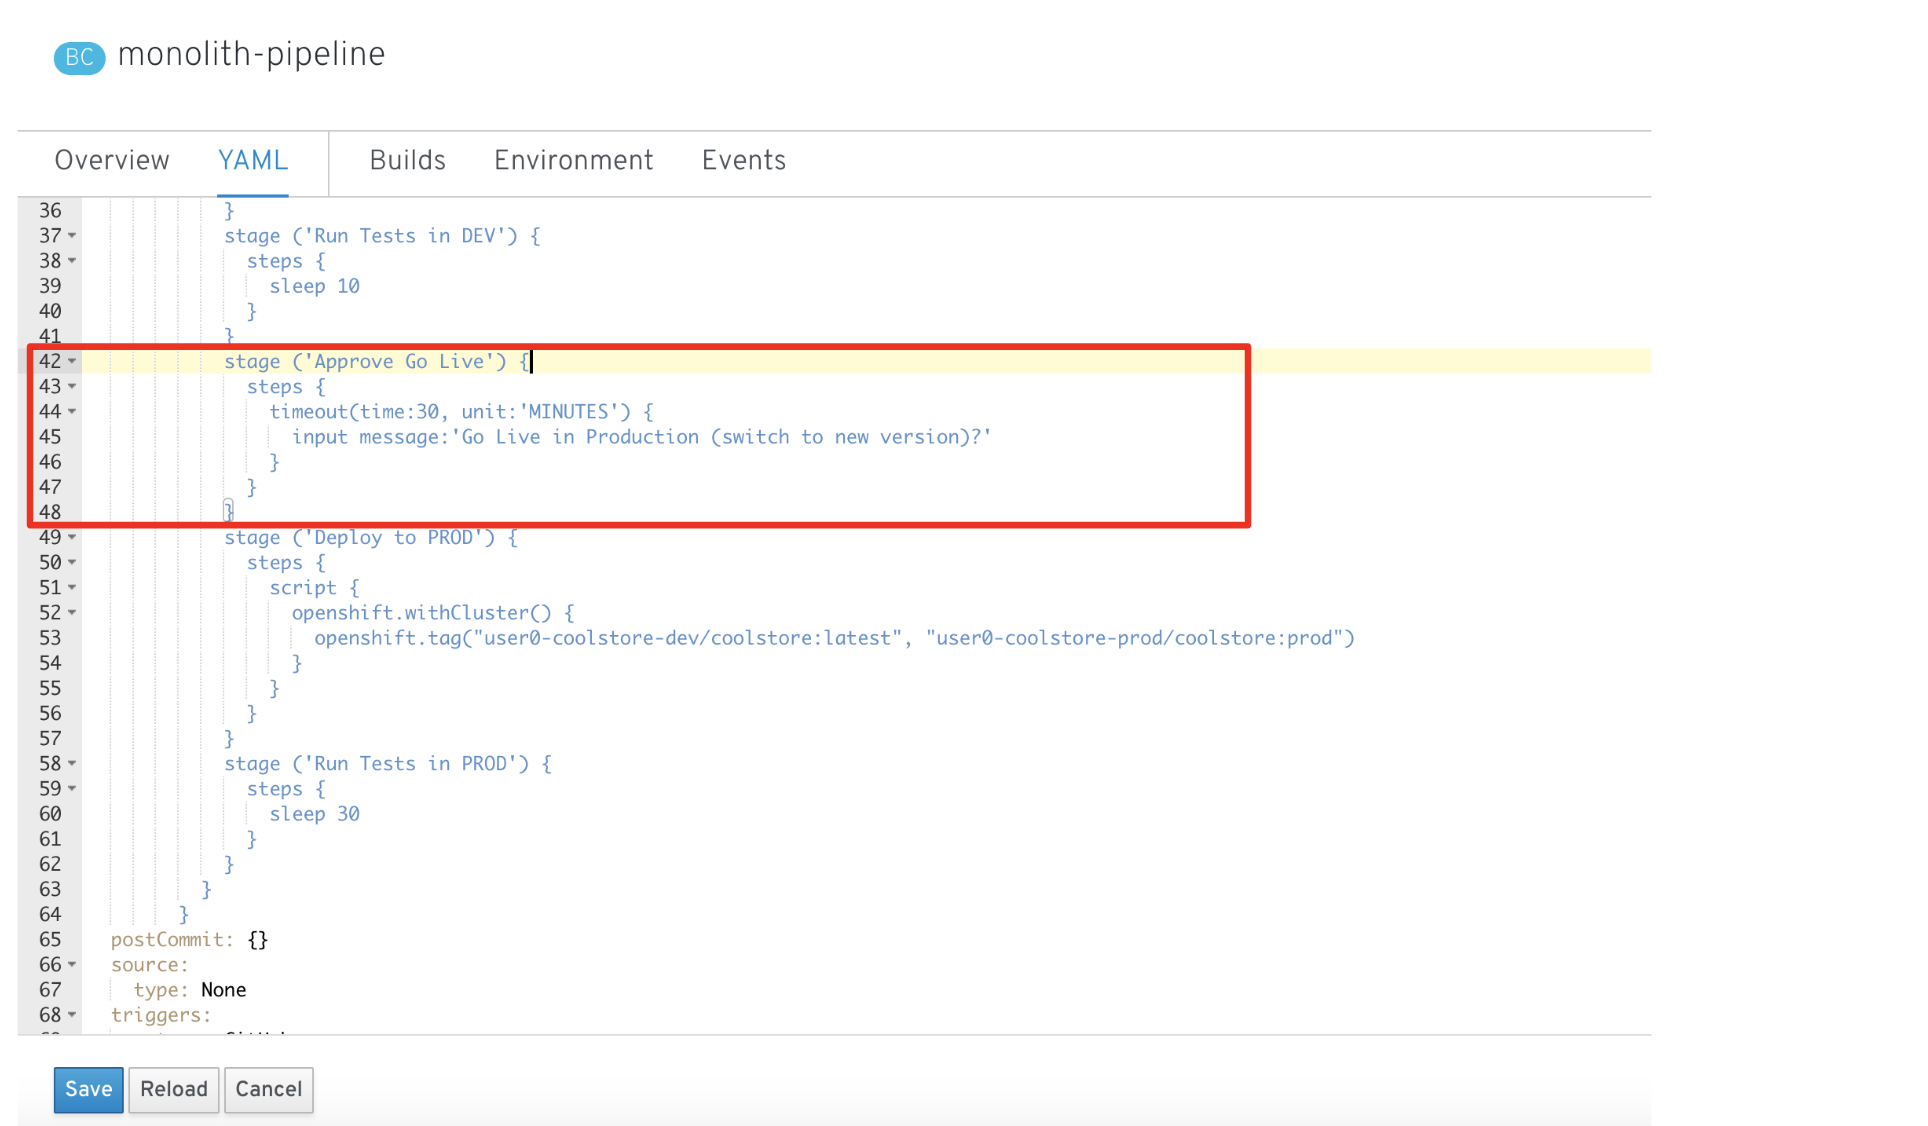 BC monolith-pipeline
Overview YAML Builds Environment Events
36 }
37 stage ('Run Tests in DEV') {
38 steps {
39 sleep 10
40 }
41 }
42 stage ('Approve Go Live') {
43 steps {
44 timeout(time:30, unit:'MINUTES') {
45 input message:'Go Live in Production (switch to new version)?'
46 }
47 }
48 }
49 stage ('Deploy to PROD') {
50 steps {
51 script {
52 openshift.withCluster() {
53 openshift.tag("user0-coolstore-dev/coolstore:latest", "user0-coolstore-prod/coolstore:prod")
54 }
55 }
56 }
57 }
58 stage ('Run Tests in PROD') {
59 steps {
60 sleep 30
61 }
62 }
63 }
64 }
65 postCommit: {}
66 source:
67 type: None
68 triggers:
Save Reload Cancel